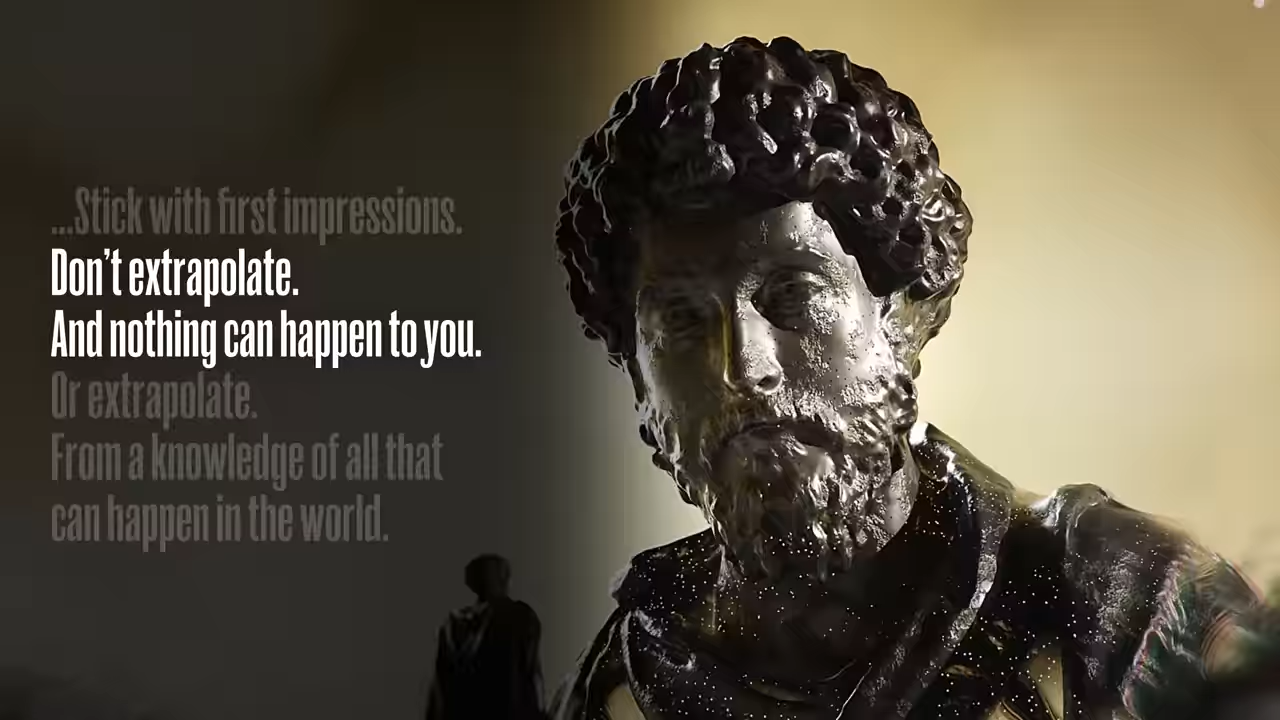 ...Stick with first impressions.
Don't extrapolate.
And nothing can happen to you.
Or extrapolate.
From a knowledge of all that
can happen in the world.